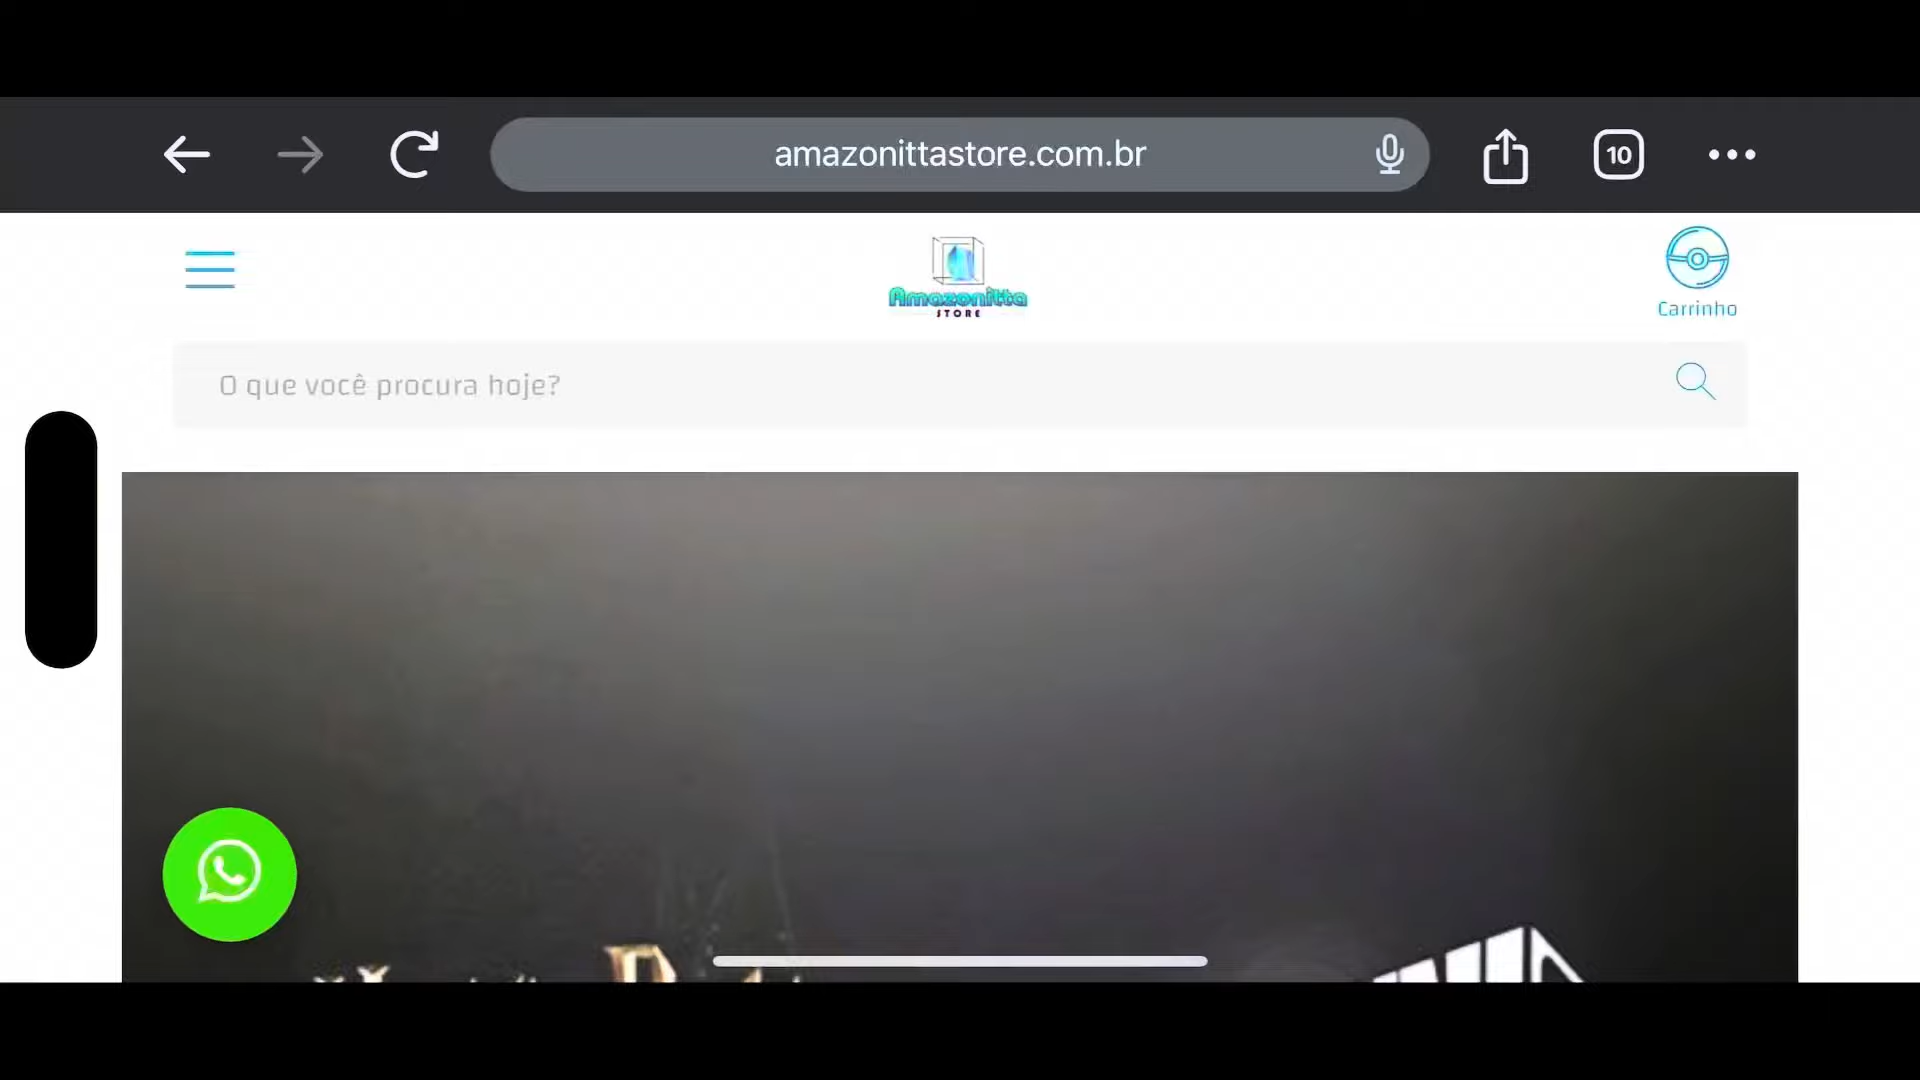 amazonittastore.com.br
10
Amazonitta
STORE
Carrinho
O que você procura hoje?